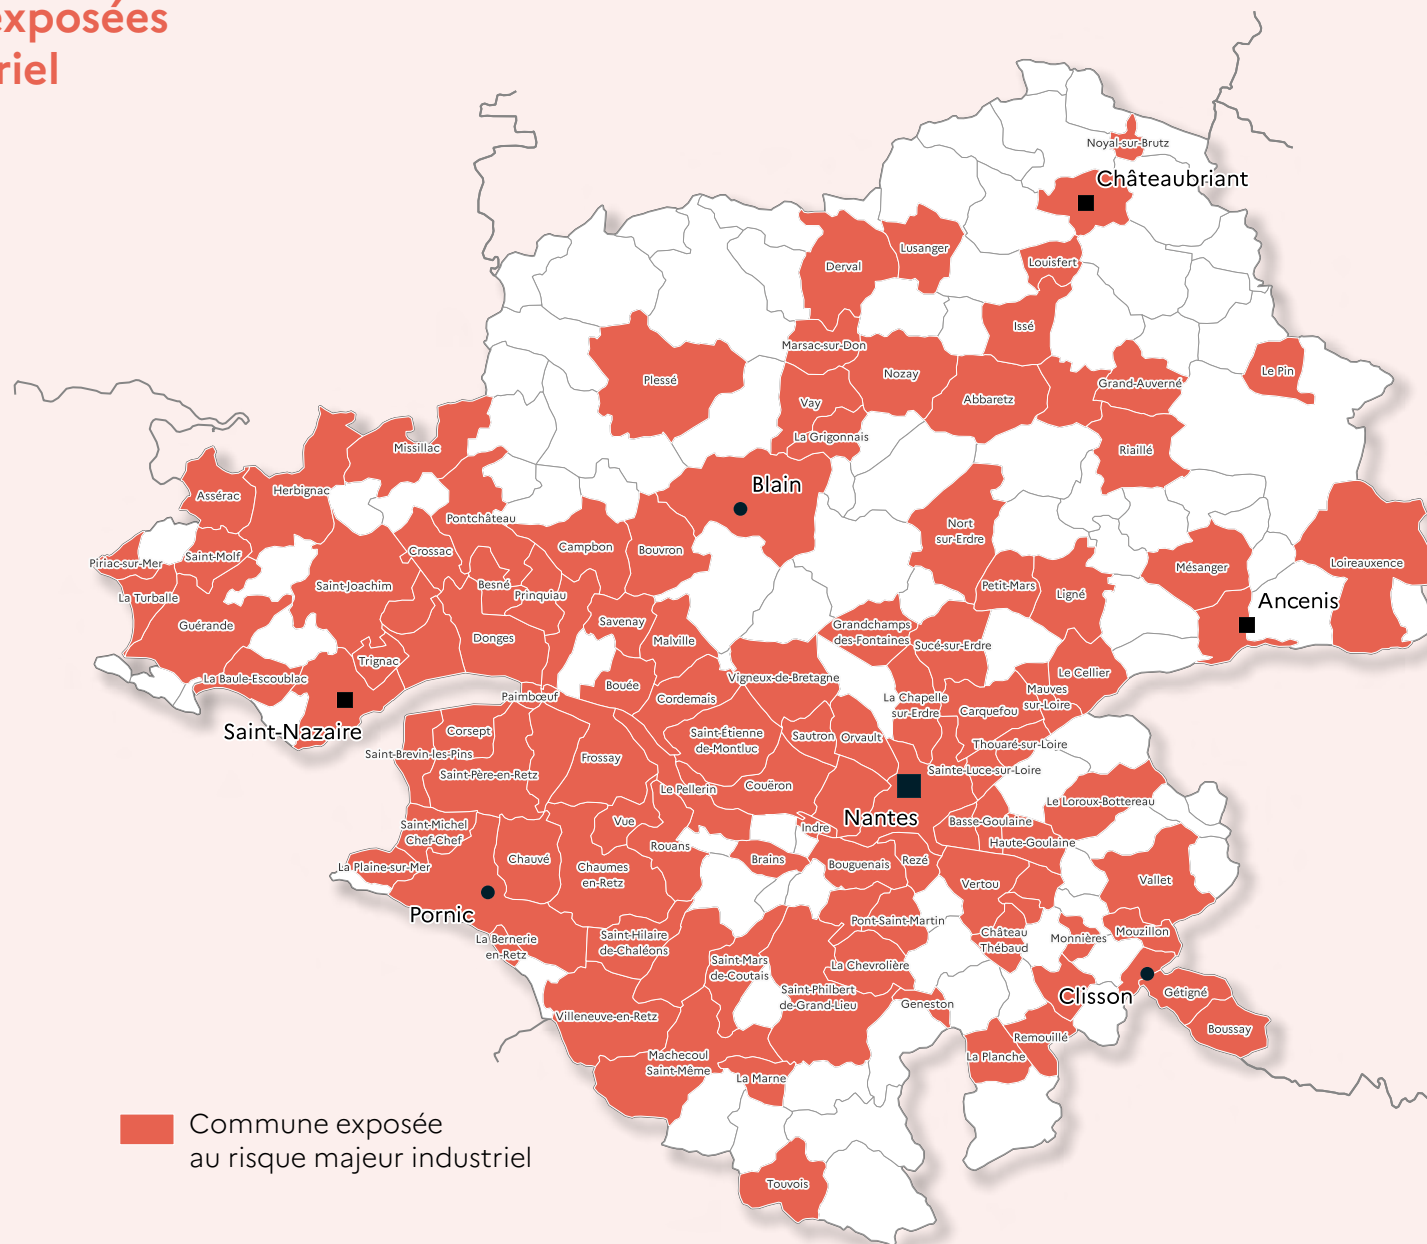 exposées
riel
Noyal-sur-Brutz
Châteaubriant
Lusanger
Derval
Louisfert
Issé
Marsac-sur-Don
Le Pin
Nozay
Plessé
Grand-Auverné
Abbaretz
Vay
La Grigonnais
Missillac
Riaillé
Blain
Herbignac
Assérac
Pontchâteau
Nort
sur-Erdre
Campbon
Bouvron
Crossac
Saint-Molf
Piriac-sur-Mer
Loireauxence
Mésanger
Saint-Joachim
Besné
Petit-Mars
Prinquiau
Ligné
La Turballe
Ancenis
Savenay
Guérande
Grandchamps
des-Fontaines
Donges
Malville
Sucé-sur-Erdre
Trignac
Le Cellier
La Baule-Escoublac
Vigneux-de-Bretagne
Bouée
Mauves
sur-Loire
Paimbœuf
Cordemais
La Chapelle
sur-Erdre
Carquefou
Saint-Nazaire
Corsept
Saint-Étienne
de-Montluc
Sautron
Orvault
Thouaré-sur-Loire
Saint-Brevin-les-Pins
Frossay
Sainte-Luce-sur-Loire
Saint-Père-en-Retz
Couëron
Le Pellerin
Le Loroux-Bottereau
Nantes
Vue
Basse-Goulaine
Saint-Michel
Chef-Chef
Indre
Haute-Goulaine
Rouans
Chauvé
Brains
Bouguenais
Rezé
La Plaine-sur-Mer
Chaumes
en-Retz
Vallet
Vertou
Pornic
Pont-Saint-Martin
Château
Thébaud
Mouzillon
Monnières
La Bernerie
en-Retz
Saint-Hilaire
de-Chaléons
Saint-Mars
de-Coutais
La Chevrolière
Saint-Philbert
de-Grand-Lieu
Clisson
Gétigné
Geneston
Villeneuve-en-Retz
Boussay
Remouillé
Machecoul
Saint-Même
La Planche
La Marne
Commune exposée
au risque majeur industriel
Touvois